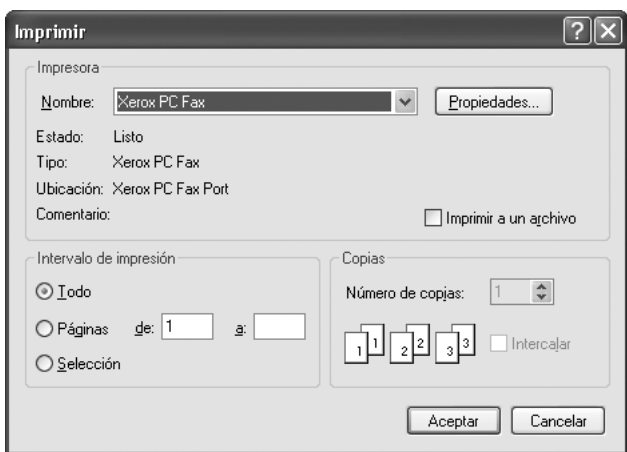 Imprimir
Impresora
Nombre: Xerox PC Fax Propiedades...
Estado: Listo
Tipo: Xerox PC Fax
Ubicación: Xerox PC Fax Port
Comentario: Imprimir a un archivo
Intervalo de impresión
Todo
Páginas de: 1 a:
Selección
Copias
Número de copias: 1
1 1 2 2 3 3 Intercalar
Aceptar Cancelar